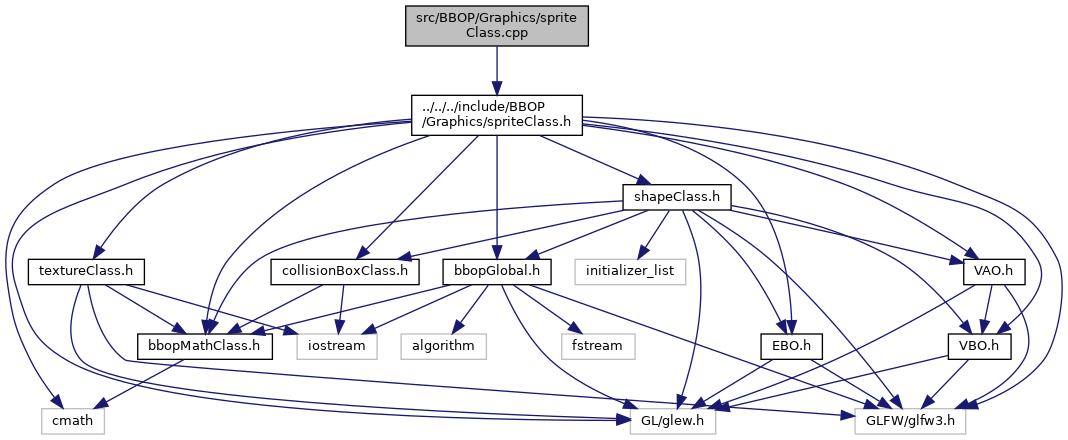 src/BBOP/Graphics/sprite
Class.cpp
../../../include/BBOP
/Graphics/spriteClass.h
shapeClass.h
textureClass.h
collisionBoxClass.h
bbopGlobal.h
initializer_list
VAO.h
bbopMathClass.h
iostream
algorithm
fstream
EBO.h
VBO.h
cmath
GL/glew.h
GLFW/glfw3.h